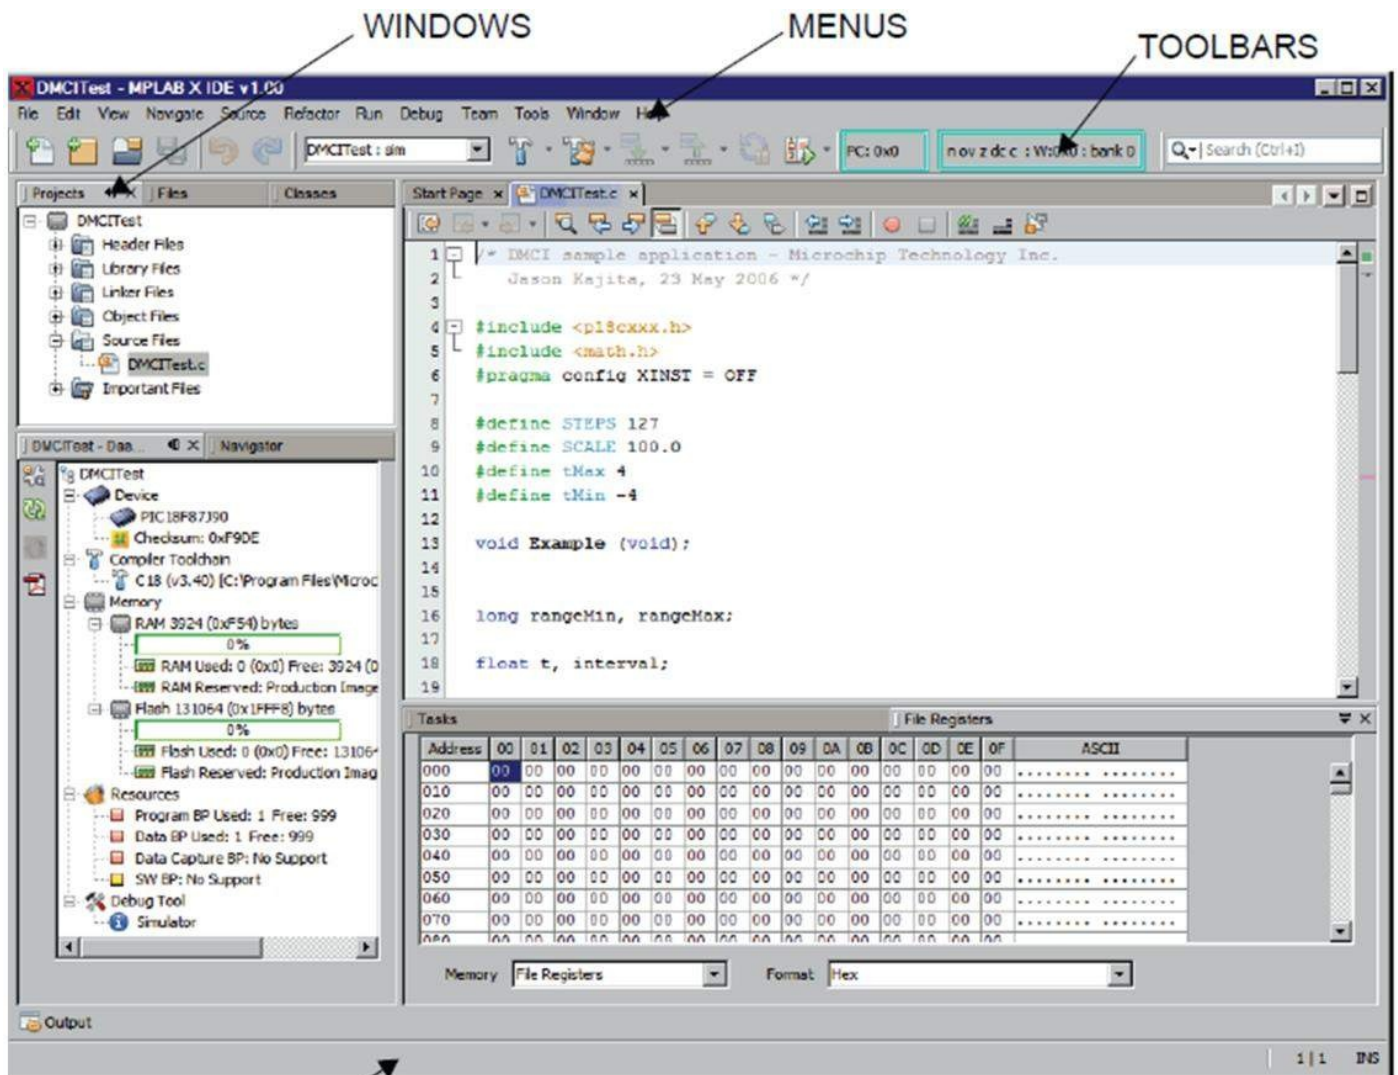 WINDOWS
MENUS
TOOLBARS
DMCITest - MPLAB X IDE v1.00
File Edit View Navigate Source Refactor Run Debug Team Tools Window Help
DMCITest : sim
PC: 0x0
n ov z dc c : W:0x0 : bank 0
Search (Ctrl+I)
Projects Files Classes
DMCITest
Header Files
Library Files
Linker Files
Object Files
Source Files
DMCITest.c
Important Files
DMCITest - Daa... Navigator
DMCITest
Device
PIC18F87J90
Checksum: 0xF9DE
Compiler Toolchain
C18 (v3.40) [C:\Program Files\Microc
Memory
RAM 3924 (0xF54) bytes
0%
RAM Used: 0 (0x0) Free: 3924 (0
RAM Reserved: Production Image
Flash 131064 (0x1FFF8) bytes
0%
Flash Used: 0 (0x0) Free: 13106
Flash Reserved: Production Imag
Resources
Program BP Used: 1 Free: 999
Data BP Used: 1 Free: 999
Data Capture BP: No Support
SW BP: No Support
Debug Tool
Simulator
Start Page DMCITest.c
1 /* DMCI sample application - Microchip Technology Inc.
2 Jason Kajita, 23 May 2006 */
3
4 #include <p18cxxx.h>
5 #include <math.h>
6 #pragma config XINST = OFF
7
8 #define STEPS 127
9 #define SCALE 100.0
10 #define tMax 4
11 #define tMin -4
12
13 void Example (void);
14
15
16 long rangeMin, rangeMax;
17
18 float t, interval;
19
Tasks File Registers
Address 00 01 02 03 04 05 06 07 08 09 0A 0B 0C 0D 0E 0F ASCII
000 00 00 00 00 00 00 00 00 00 00 00 00 00 00 00 00 ........ ........
010 00 00 00 00 00 00 00 00 00 00 00 00 00 00 00 00 ........ ........
020 00 00 00 00 00 00 00 00 00 00 00 00 00 00 00 00 ........ ........
030 00 00 00 00 00 00 00 00 00 00 00 00 00 00 00 00 ........ ........
040 00 00 00 00 00 00 00 00 00 00 00 00 00 00 00 00 ........ ........
050 00 00 00 00 00 00 00 00 00 00 00 00 00 00 00 00 ........ ........
060 00 00 00 00 00 00 00 00 00 00 00 00 00 00 00 00 ........ ........
070 00 00 00 00 00 00 00 00 00 00 00 00 00 00 00 00 ........ ........
Memory File Registers Format Hex
Output
1|1 INS